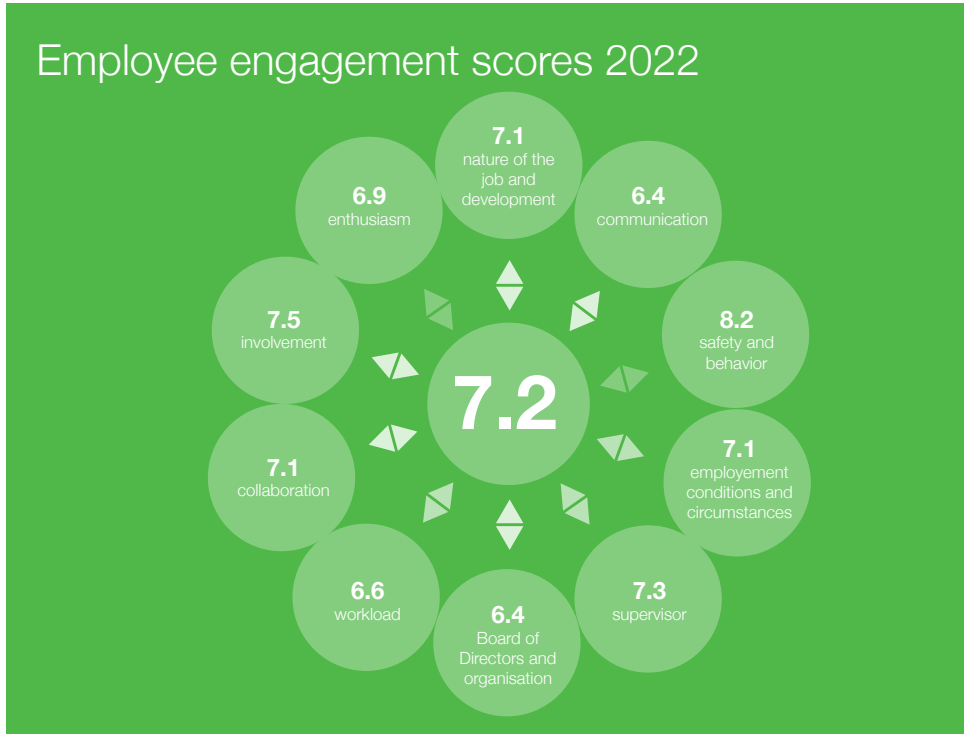 Employee engagement scores 2022
7.1
nature of the
job and
development
6.4
communication
8.2
safety and
behavior
7.1
employement
conditions and
circumstances
7.3
supervisor
6.4
Board of
Directors and
organisation
6.6
workload
7.1
collaboration
7.5
involvement
6.9
enthusiasm
7.2